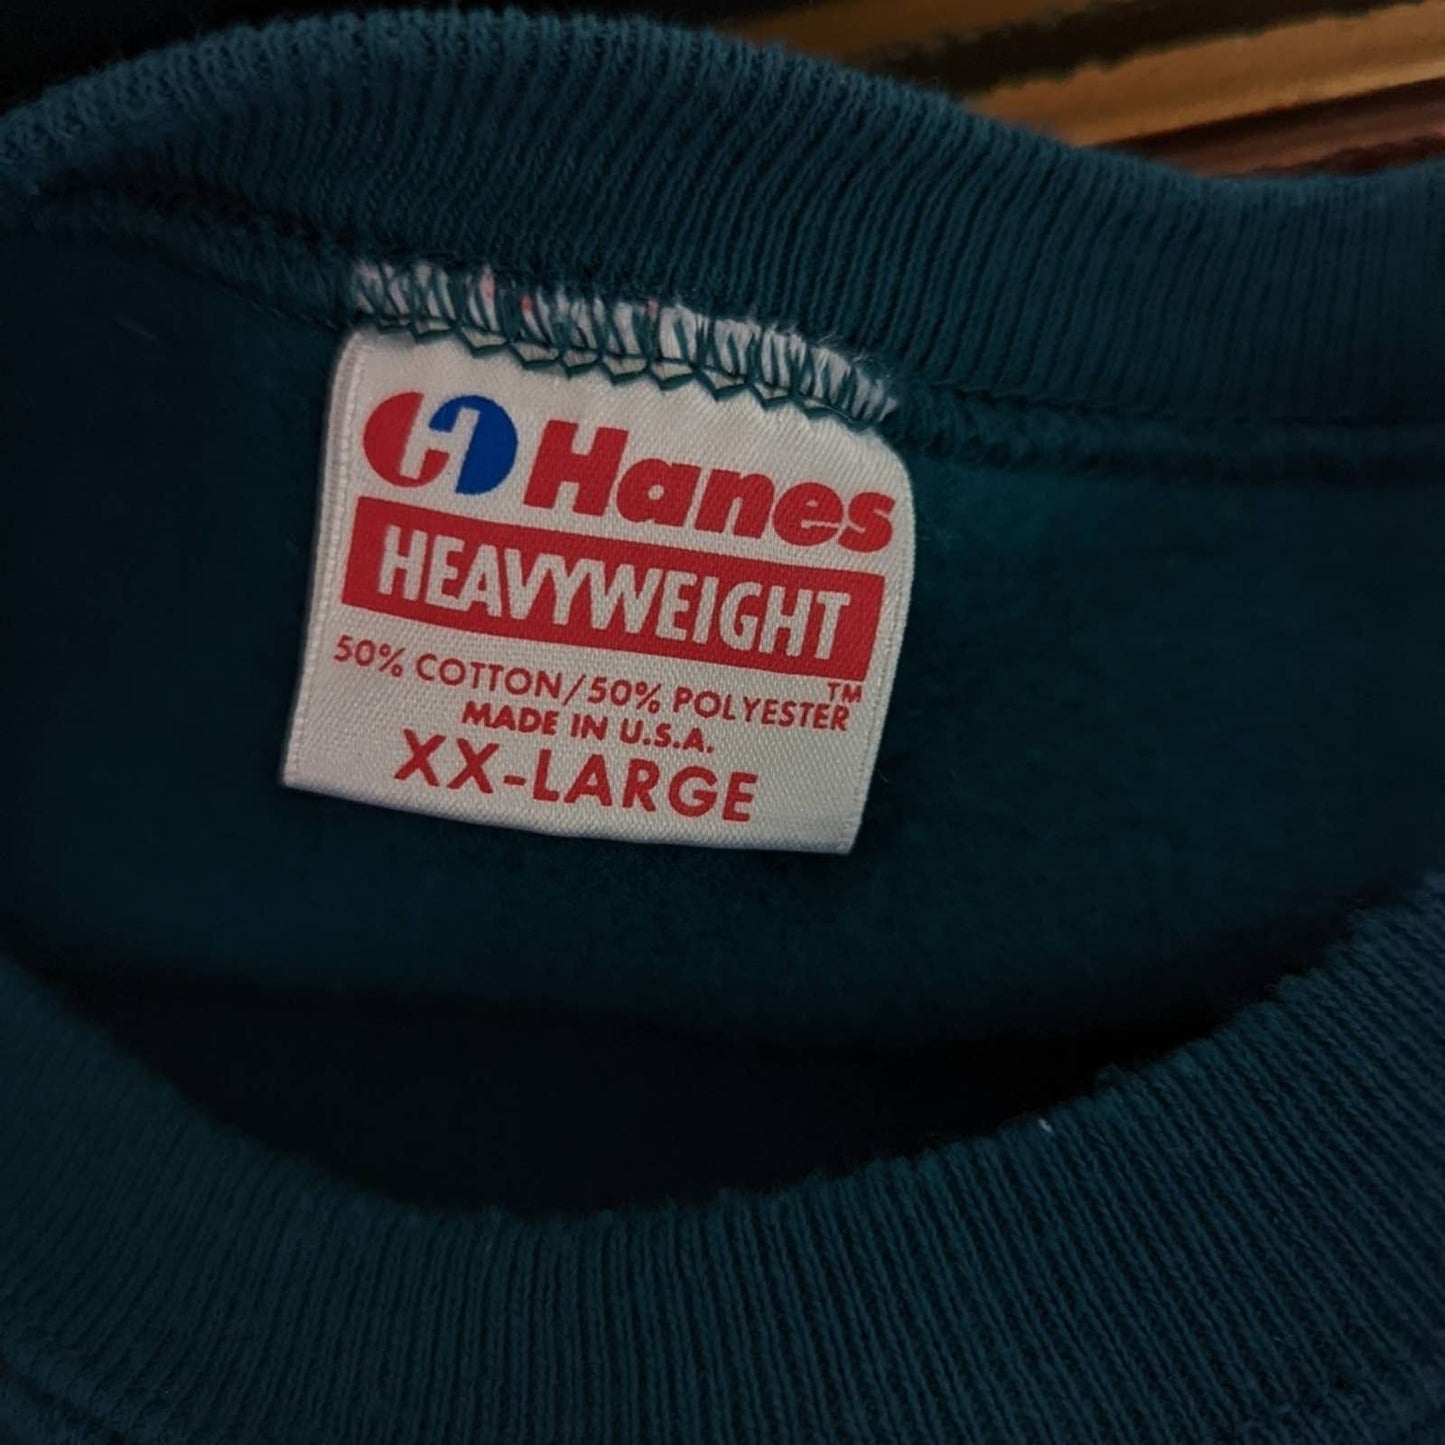 Hanes
HEAVYWEIGHT
TM
50% COTTON/50% POLYESTER
MADE IN U.S.A.
XX-LARGE